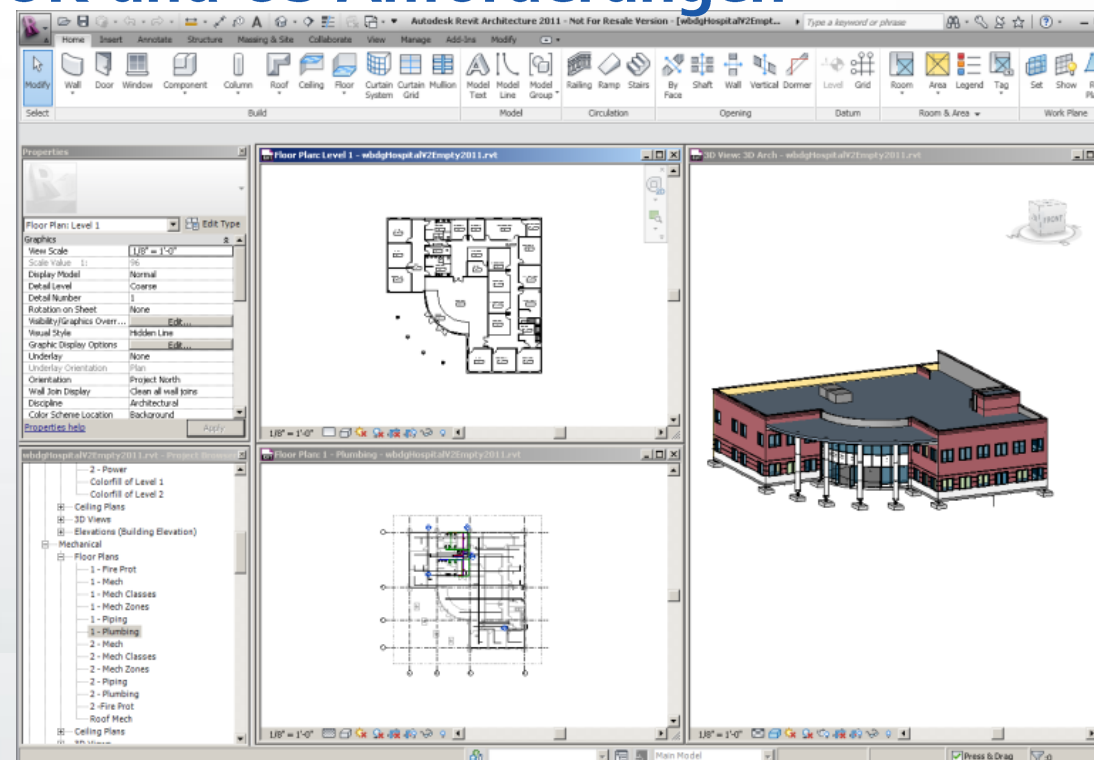 UK und US Anforderungen
Autodesk Revit Architecture 2011 - Not For Resale Version - [wbdgHospitalV2Empt...
Type a keyword or phrase
Home Insert Annotate Structure Massing & Site Collaborate View Manage Add-Ins Modify
Modify Wall Door Window Component Column Roof Ceiling Floor Curtain System Curtain Grid Mullion Model Text Model Line Model Group Railing Ramp Stairs By Face Shaft Wall Vertical Dormer Level Grid Room Area Legend Tag Set Show
Select Build Model Circulation Opening Datum Room & Area Work Plane
Properties
Floor Plan: Level 1
Edit Type
Graphics
View Scale 1/8" = 1'-0"
Scale Value 1: 96
Display Model Normal
Detail Level Coarse
Detail Number 1
Rotation on Sheet None
Visibility/Graphics Overr... Edit...
Visual Style Hidden Line
Graphic Display Options Edit...
Underlay None
Underlay Orientation Plan
Orientation Project North
Wall Join Display Clean all wall joins
Discipline Architectural
Color Scheme Location Background
Properties help Apply
wbdgHospitalV2Empty2011.rvt - Project Browser
2 - Power
Colorfill of Level 1
Colorfill of Level 2
Ceiling Plans
3D Views
Elevations (Building Elevation)
Mechanical
Floor Plans
1 - Fire Prot
1 - Mech
1 - Mech Classes
1 - Mech Zones
1 - Piping
1 - Plumbing
2 - Mech
2 - Mech Classes
2 - Mech Zones
2 - Piping
2 - Plumbing
2 -Fire Prot
Roof Mech
Ceiling Plans
3D Views
Floor Plan: Level 1 - wbdgHospitalV2Empty2011.rvt
1/8" = 1'-0"
Floor Plan: 1 - Plumbing - wbdgHospitalV2Empty2011.rvt
1/8" = 1'-0"
3D View: 3D Arch - wbdgHospitalV2Empty2011.rvt
FRONT
1/8" = 1'-0"
Main Model
Press & Drag
:0